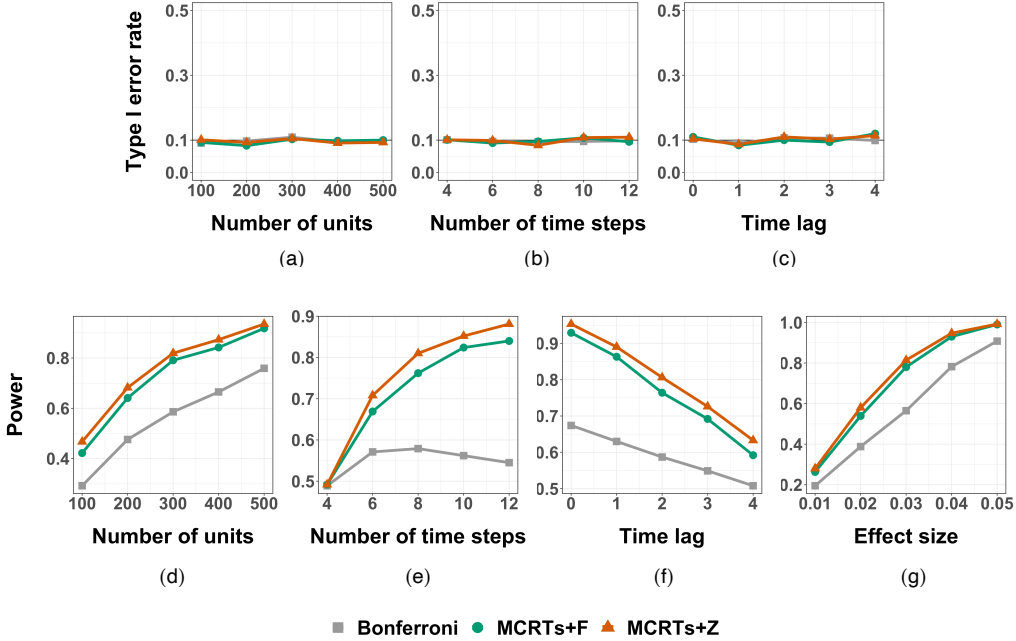 Type I error rate
0.5
0.3
0.1
0.0
100 200 300 400 500
Number of units
(a)
0.5
0.3
0.1
0.0
4 6 8 10 12
Number of time steps
(b)
0.5
0.3
0.1
0.0
0 1 2 3 4
Time lag
(c)
Power
0.8
0.6
0.4
100 200 300 400 500
Number of units
(d)
0.9
0.8
0.7
0.6
0.5
4 6 8 10 12
Number of time steps
(e)
0.9
0.8
0.7
0.6
0.5
0 1 2 3 4
Time lag
(f)
1.0
0.8
0.6
0.4
0.2
0.01 0.02 0.03 0.04 0.05
Effect size
(g)
Bonferroni MCRTs+F MCRTs+Z